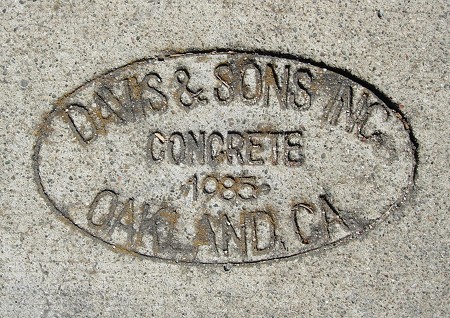 DAVIS & SONS INC.
CONCRETE
1985
OAKLAND, CA